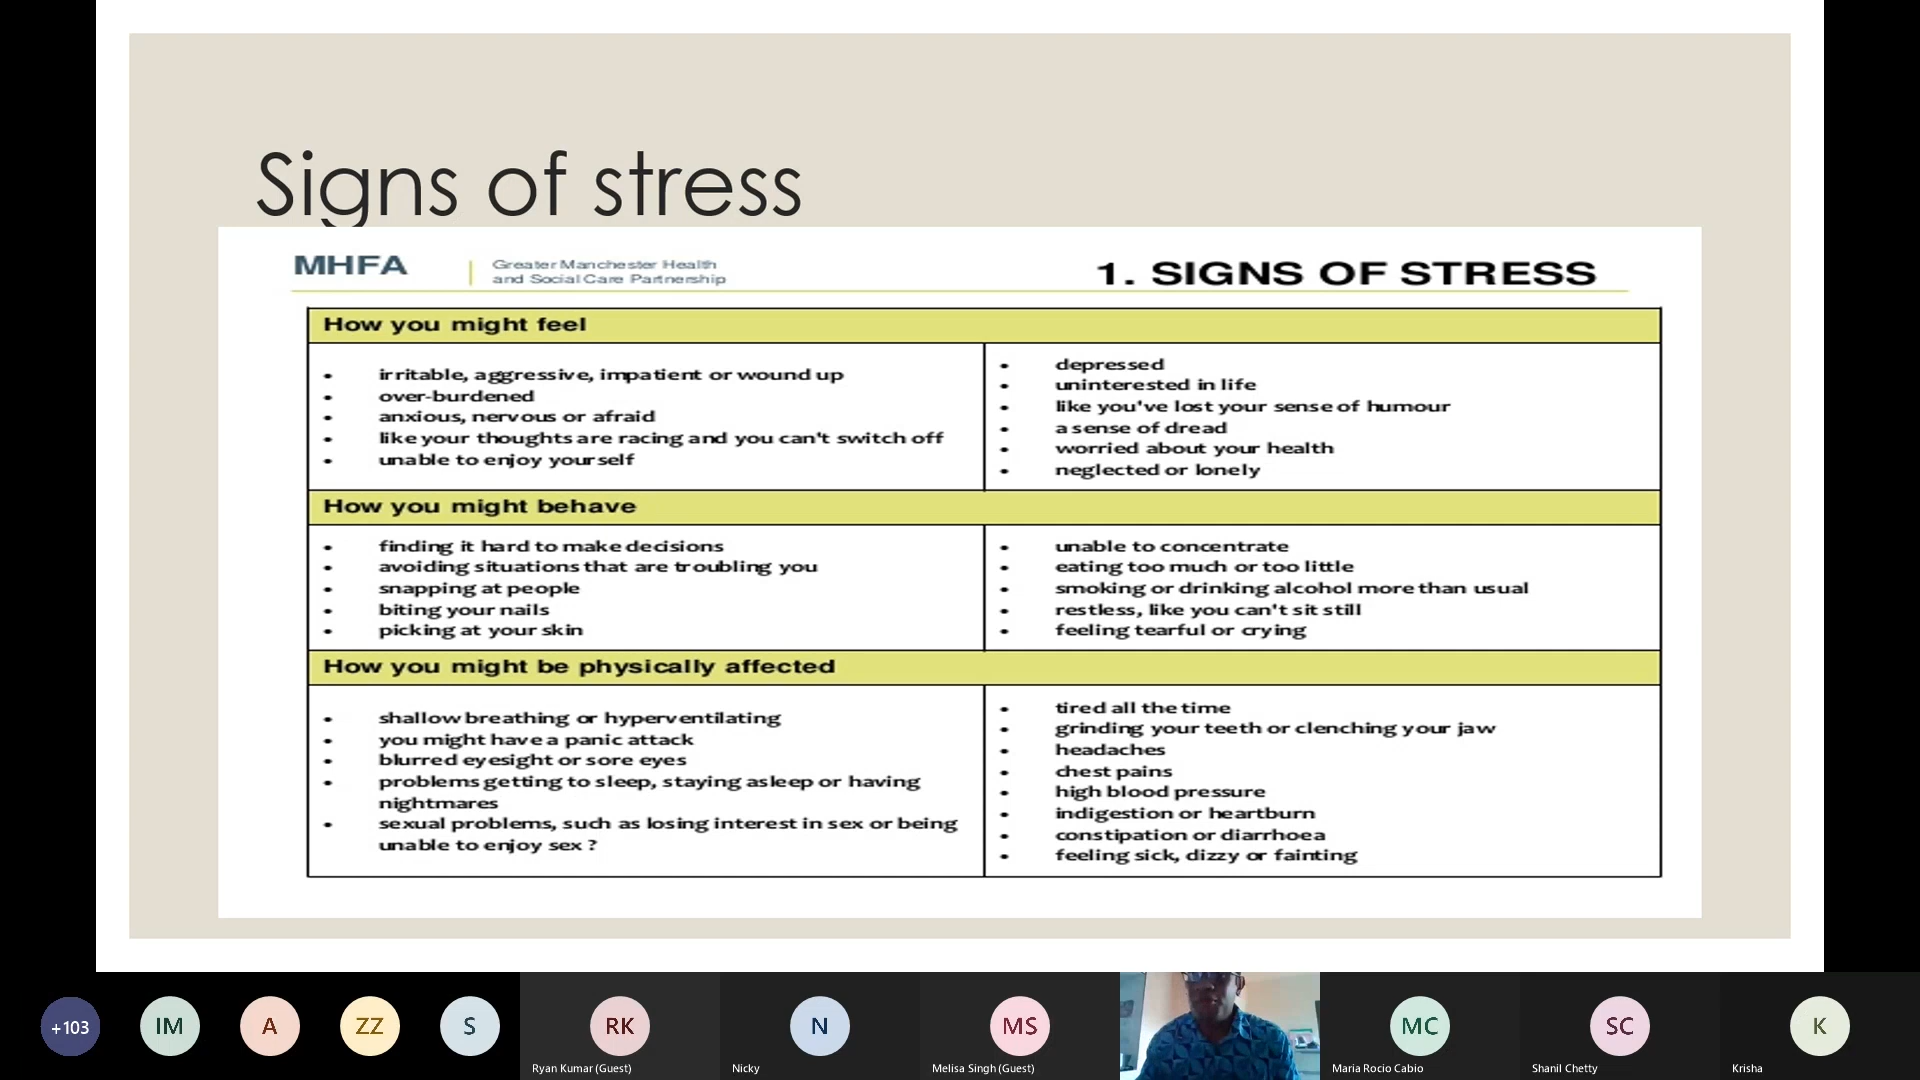 Signs of stress
MHFA
Greater Manchester Health
and Social Care Partnership
1. SIGNS OF STRESS
How you might feel
• irritable, aggressive, impatient or wound up
• over-burdened
• anxious, nervous or afraid
• like your thoughts are racing and you can't switch off
• unable to enjoy yourself
• depressed
• uninterested in life
• like you've lost your sense of humour
• a sense of dread
• worried about your health
• neglected or lonely
How you might behave
• finding it hard to make decisions
• avoiding situations that are troubling you
• snapping at people
• biting your nails
• picking at your skin
• unable to concentrate
• eating too much or too little
• smoking or drinking alcohol more than usual
• restless, like you can't sit still
• feeling tearful or crying
How you might be physically affected
• shallow breathing or hyperventilating
• you might have a panic attack
• blurred eyesight or sore eyes
• problems getting to sleep, staying asleep or having
nightmares
• sexual problems, such as losing interest in sex or being
unable to enjoy sex ?
• tired all the time
• grinding your teeth or clenching your jaw
• headaches
• chest pains
• high blood pressure
• indigestion or heartburn
• constipation or diarrhoea
• feeling sick, dizzy or fainting
+103
IM
A
ZZ
S
RK
Ryan Kumar (Guest)
N
Nicky
MS
Melisa Singh (Guest)
MC
Maria Rocio Cabio
SC
Shanil Chetty
K
Krisha